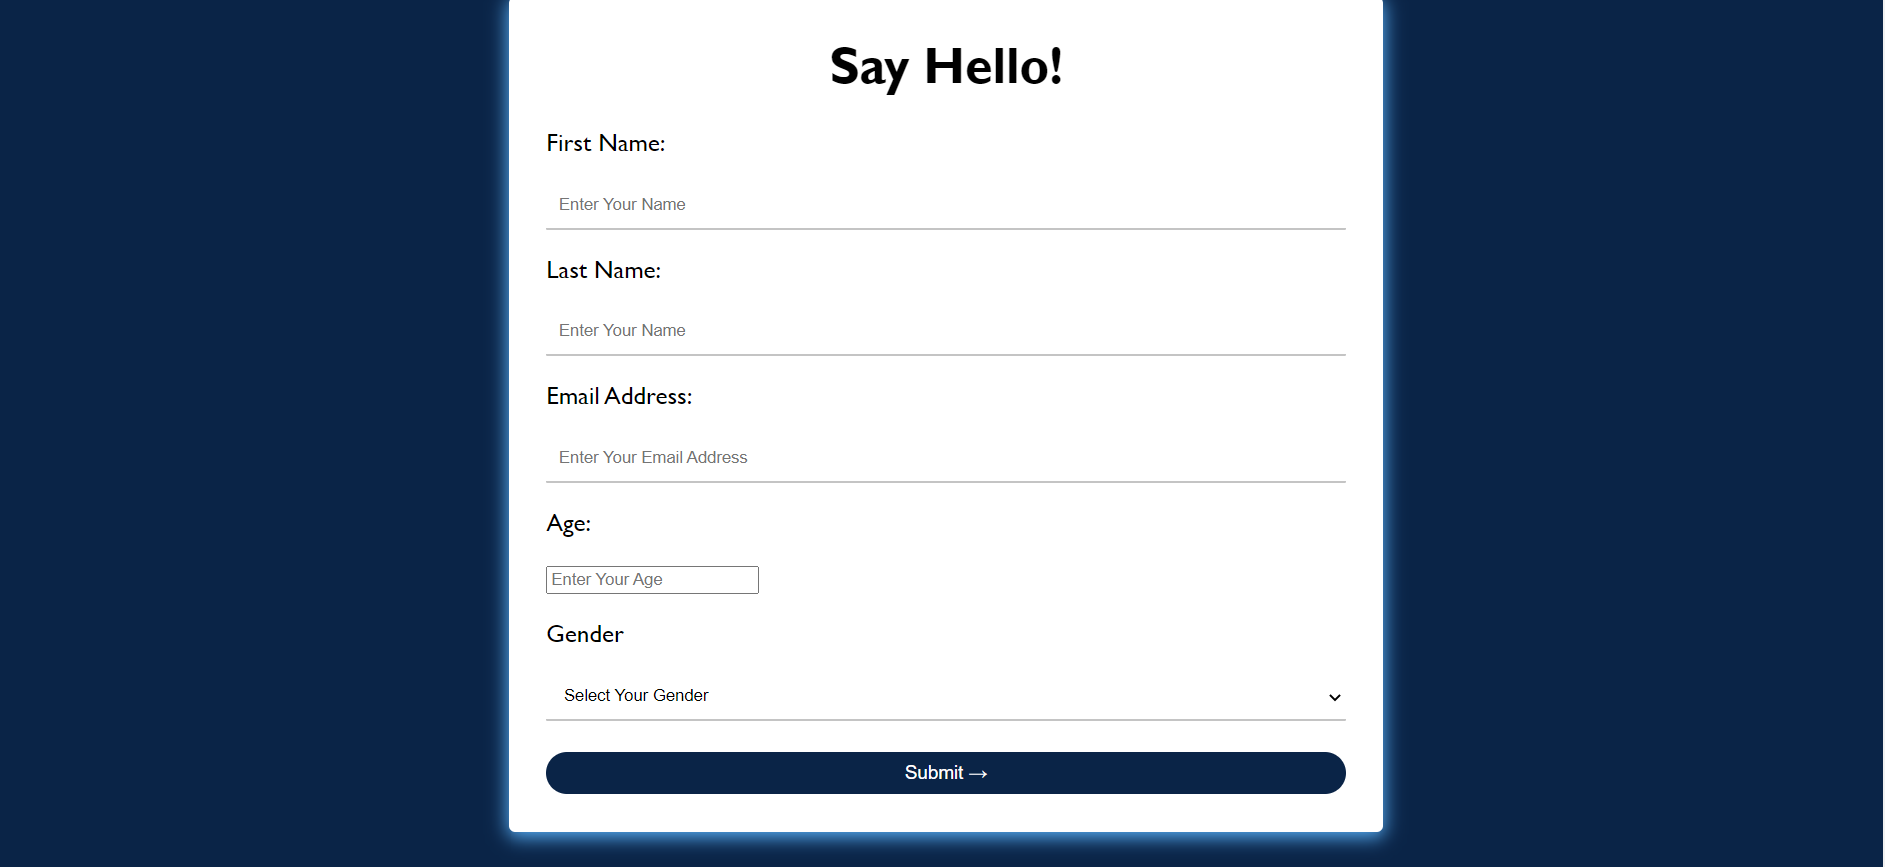 Say Hello!
First Name:
Enter Your Name
Last Name:
Enter Your Name
Email Address:
Enter Your Email Address
Age:
Enter Your Age
Gender
Select Your Gender
Submit →